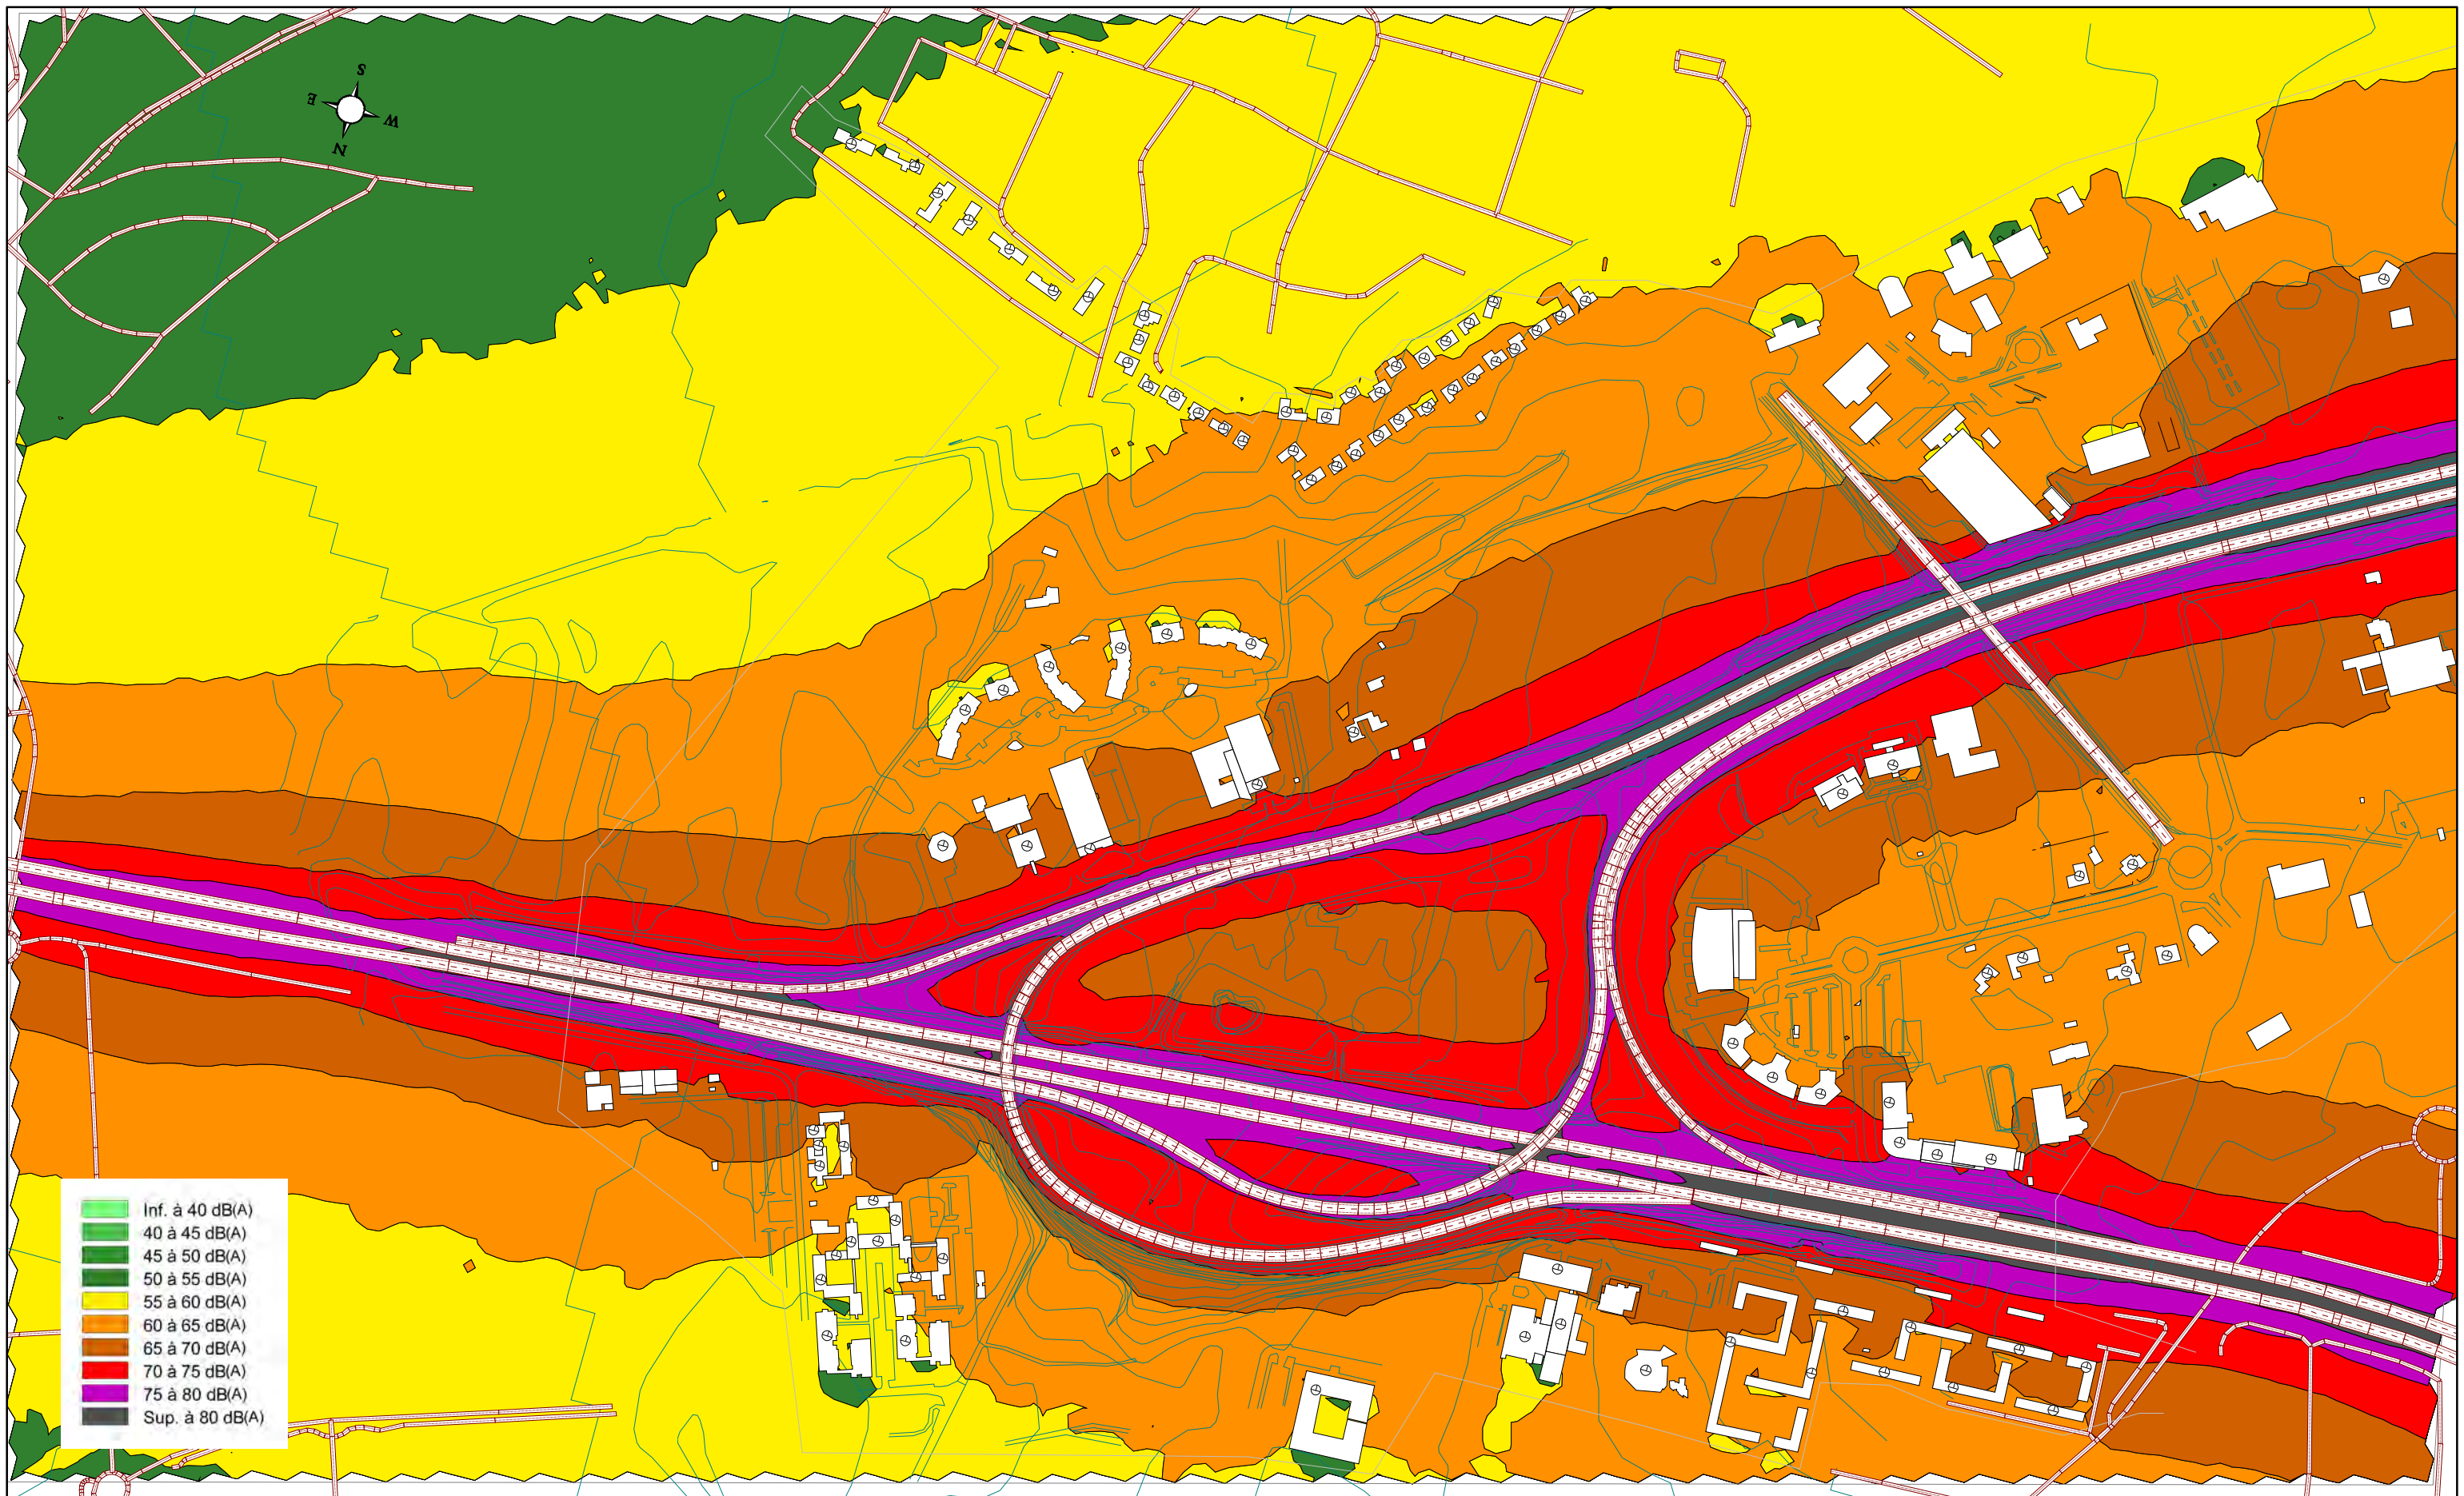 S
E
W
N
Inf. à 40 dB(A)
40 à 45 dB(A)
45 à 50 dB(A)
50 à 55 dB(A)
55 à 60 dB(A)
60 à 65 dB(A)
65 à 70 dB(A)
70 à 75 dB(A)
75 à 80 dB(A)
Sup. à 80 dB(A)